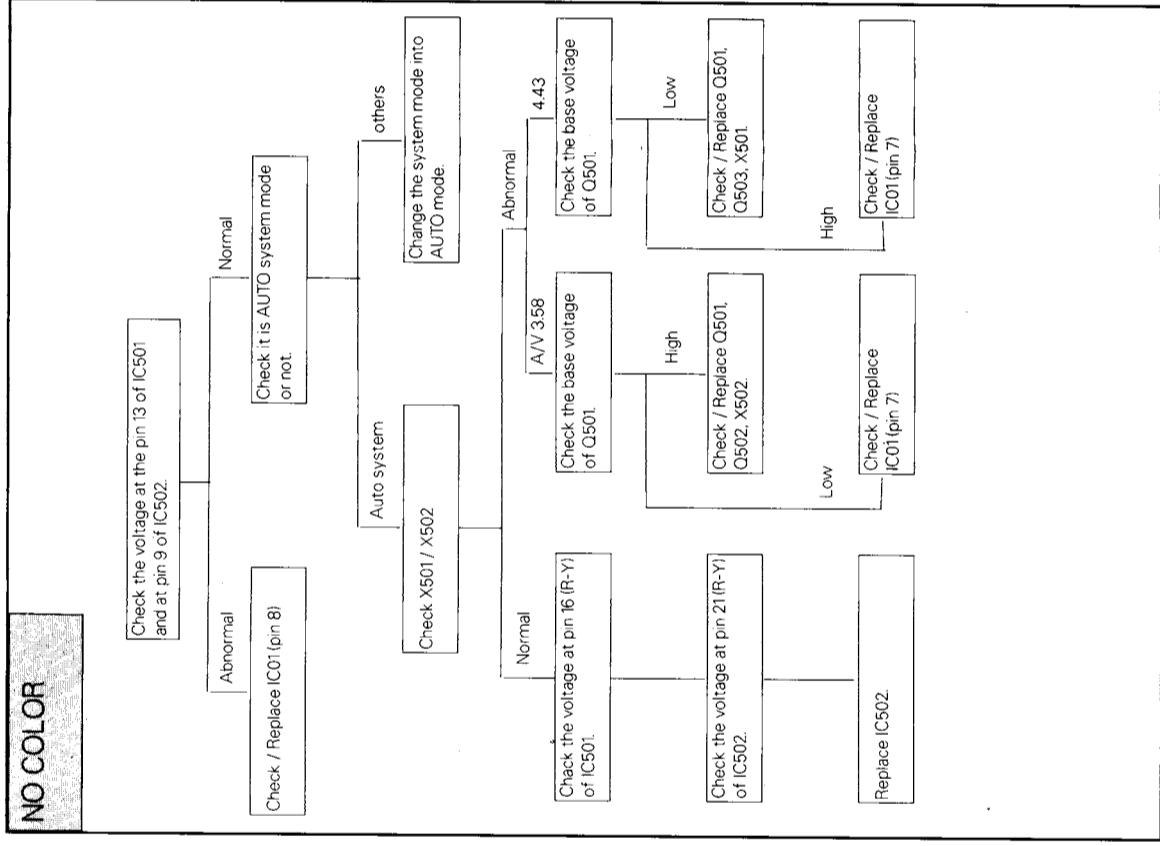 NO COLOR
Check the voltage at the pin 13 of IC501
and at pin 9 of IC502.
Abnormal
Normal
Check / Replace IC01 (pin 8)
Check it is AUTO system mode
or not.
Auto system
others
Check X501 / X502
Change the system mode into
AUTO mode.
Normal
Abnormal
A/V 3.58
4.43
Chack the voltage at pin 16 (R-Y)
of IC501.
Check the base voltage
of Q501.
Check the base voltage
of Q501.
High
Low
Check the voltage at pin 21 (R-Y)
of IC502.
Check / Replace Q501,
Q502, X502.
Check / Replace Q501,
Q503, X501.
Low
High
Replace IC502.
Check / Replace
IC01 (pin 7)
Check / Replace
IC01 (pin 7)